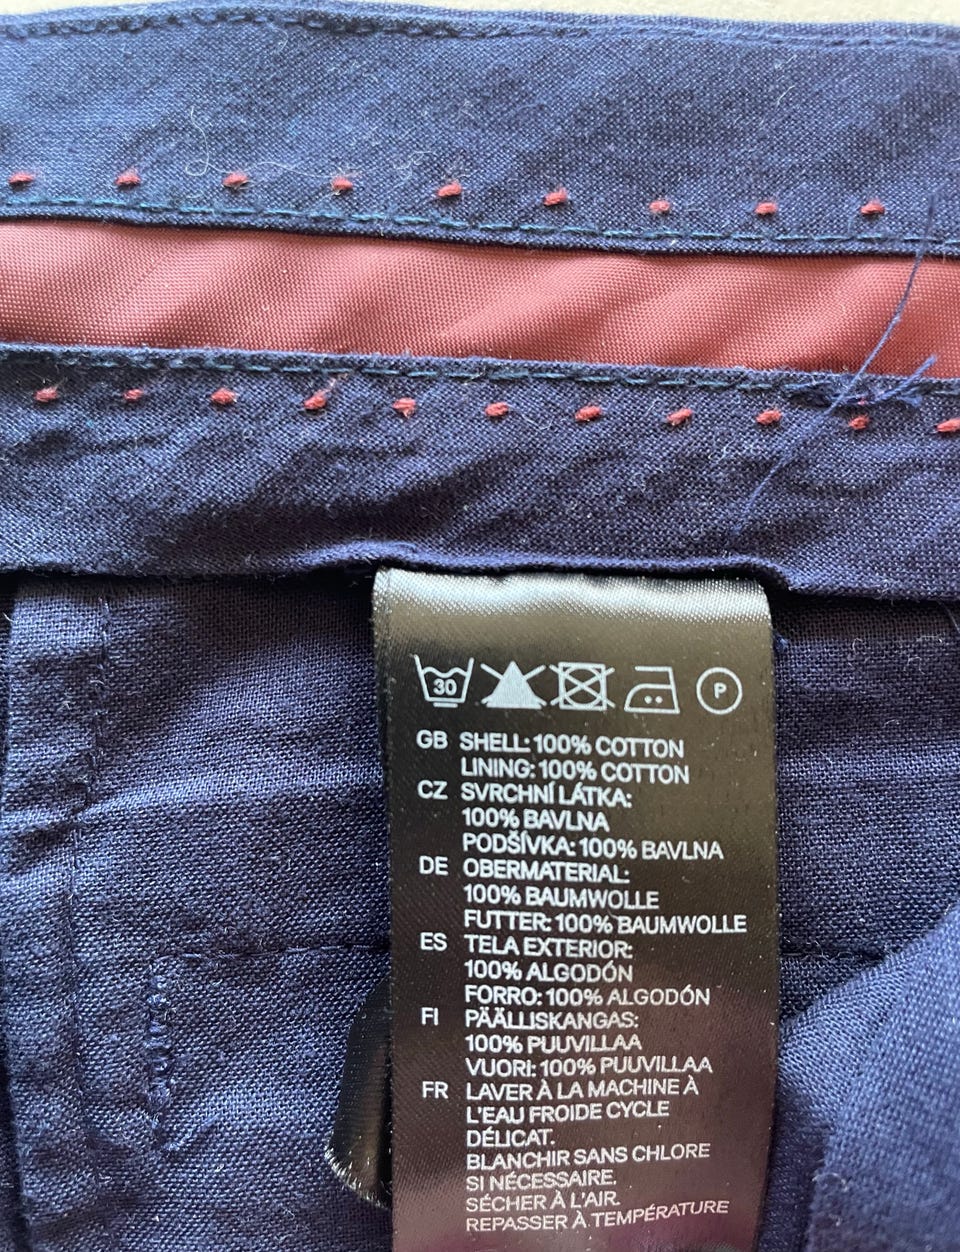 30 P
GB SHELL: 100% COTTON
LINING: 100% COTTON
CZ SVRCHNÍ LÁTKA:
100% BAVLNA
PODŠÍVKA: 100% BAVLNA
DE OBERMATERIAL:
100% BAUMWOLLE
FUTTER: 100% BAUMWOLLE
ES TELA EXTERIOR:
100% ALGODÓN
FORRO: 100% ALGODÓN
FI PÄÄLLISKANGAS:
100% PUUVILLAA
VUORI: 100% PUUVILLAA
FR LAVER À LA MACHINE À
L'EAU FROIDE CYCLE
DÉLICAT.
BLANCHIR SANS CHLORE
SI NÉCESSAIRE.
SÉCHER À L'AIR.
REPASSER À TEMPÉRATURE